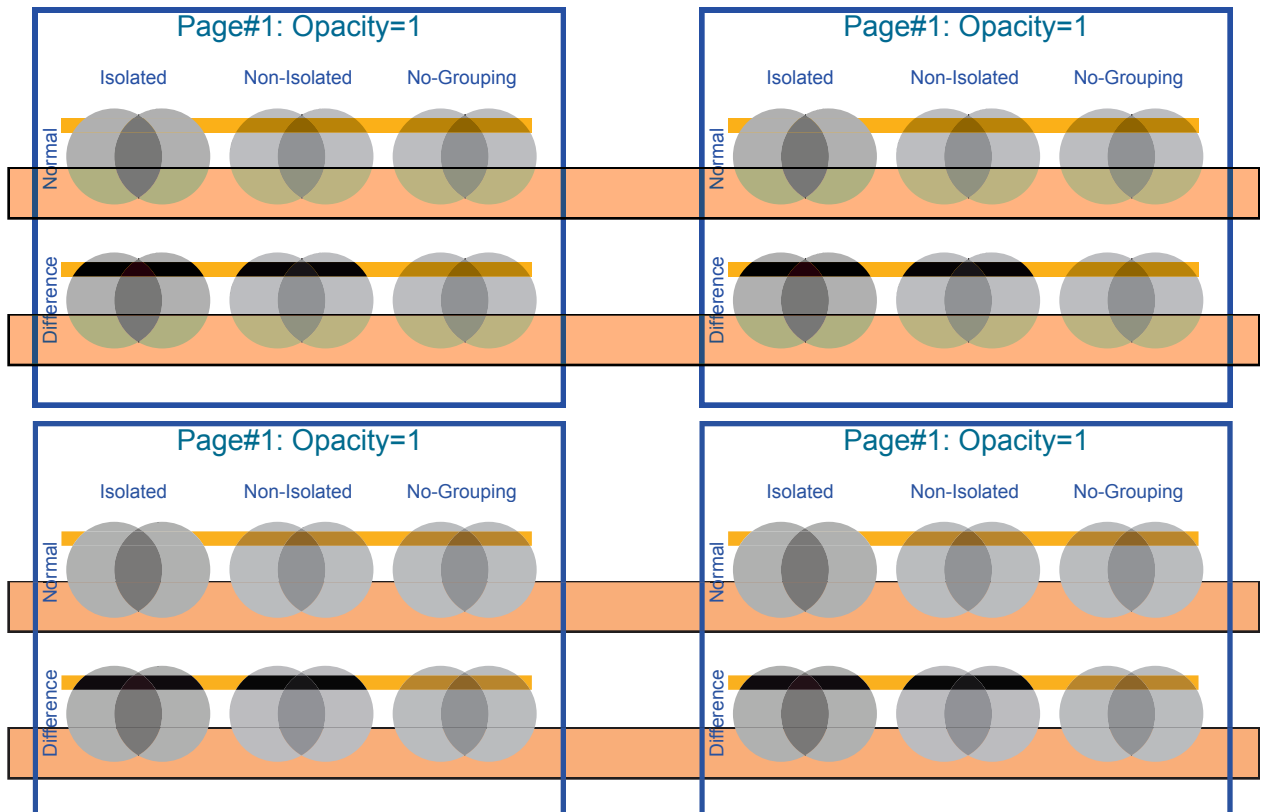 Page#1: Opacity=1
Isolated Non-Isolated No-Grouping
Normal
Difference
Page#1: Opacity=1
Isolated Non-Isolated No-Grouping
Normal
Difference
Page#1: Opacity=1
Isolated Non-Isolated No-Grouping
Normal
Difference
Page#1: Opacity=1
Isolated Non-Isolated No-Grouping
Normal
Difference